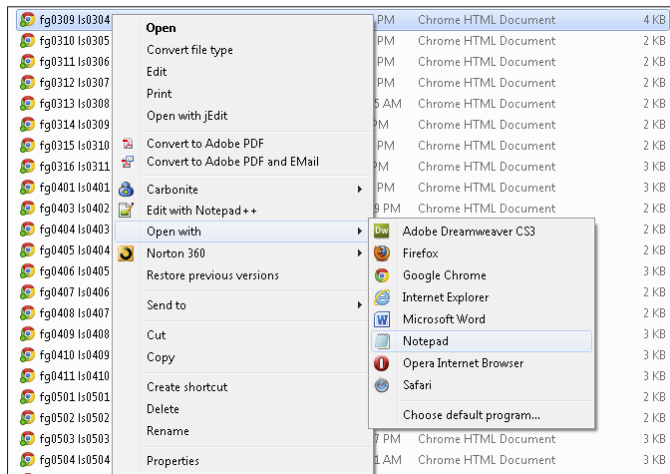 fg0309 ls0304 Open PM Chrome HTML Document 4 KB
fg0310 ls0305 Convert file type PM Chrome HTML Document 2 KB
fg0311 ls0306 Edit PM Chrome HTML Document 2 KB
fg0312 ls0307 Print PM Chrome HTML Document 2 KB
fg0313 ls0308 Open with jEdit 5 AM Chrome HTML Document 2 KB
fg0314 ls0309 PM Chrome HTML Document 2 KB
fg0315 ls0310 Convert to Adobe PDF PM Chrome HTML Document 2 KB
fg0316 ls0311 Convert to Adobe PDF and EMail PM Chrome HTML Document 3 KB
fg0401 ls0401 Carbonite PM Chrome HTML Document 3 KB
fg0403 ls0402 Edit with Notepad++ 9 PM Chrome HTML Document 2 KB
fg0404 ls0403 Open with Dw Adobe Dreamweaver CS3 2 KB
fg0405 ls0404 Norton 360 Firefox 2 KB
fg0406 ls0405 Restore previous versions Google Chrome 3 KB
fg0407 ls0406 Internet Explorer 2 KB
fg0408 ls0407 Send to Microsoft Word 2 KB
fg0409 ls0408 Cut Notepad 3 KB
fg0410 ls0409 Copy Opera Internet Browser 3 KB
fg0411 ls0410 Safari 3 KB
fg0501 ls0501 Create shortcut 2 KB
fg0502 ls0502 Delete Choose default program... 2 KB
Rename
fg0503 ls0503 7 PM Chrome HTML Document 3 KB
fg0504 ls0504 Properties 1 AM Chrome HTML Document 3 KB